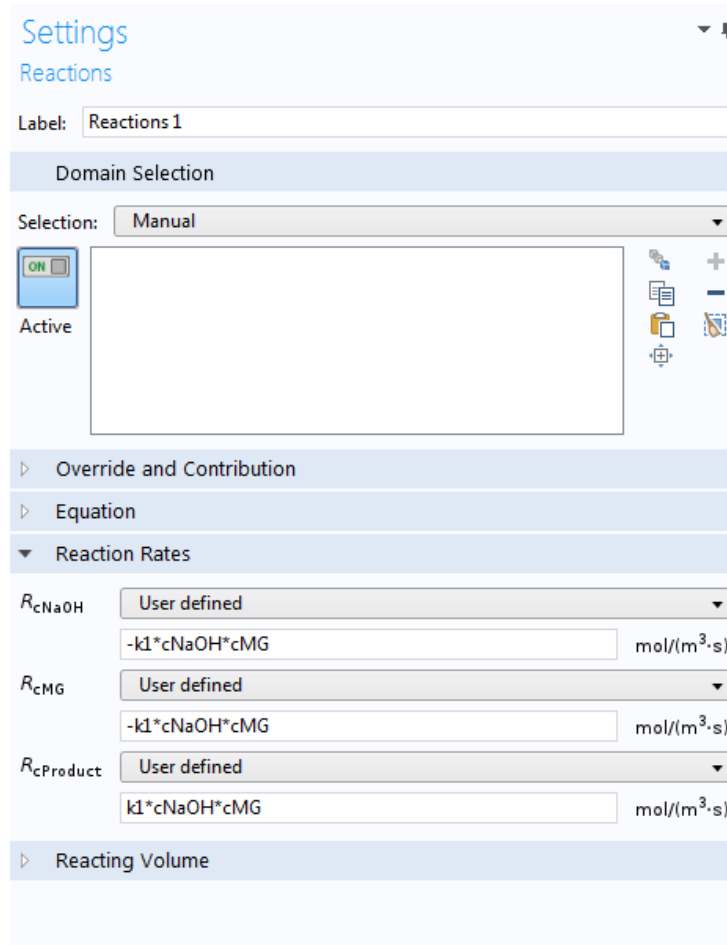 Settings
Reactions
Label: Reactions 1
Domain Selection
Selection: Manual
ON
Active
Override and Contribution
Equation
Reaction Rates
RcNaOH User defined
-k1*cNaOH*cMG mol/(m³·s)
RcMG User defined
-k1*cNaOH*cMG mol/(m³·s)
RcProduct User defined
k1*cNaOH*cMG mol/(m³·s)
Reacting Volume